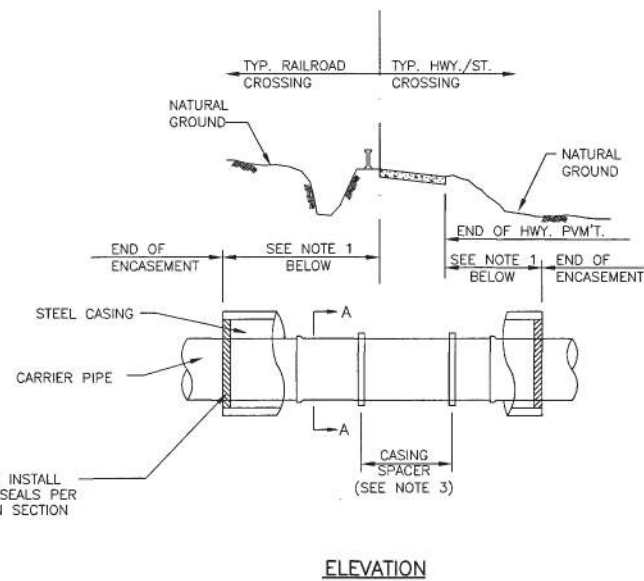 TYP. RAILROAD
CROSSING
TYP. HWY./ST.
CROSSING
NATURAL
GROUND
NATURAL
GROUND
END OF HWY. PVM'T.
END OF
ENCASEMENT
SEE NOTE 1
BELOW
SEE NOTE 1
BELOW
END OF
ENCASEMENT
STEEL CASING
A
CARRIER PIPE
A
INSTALL
SEALS PER
SECTION
CASING
SPACER
(SEE NOTE 3)
ELEVATION